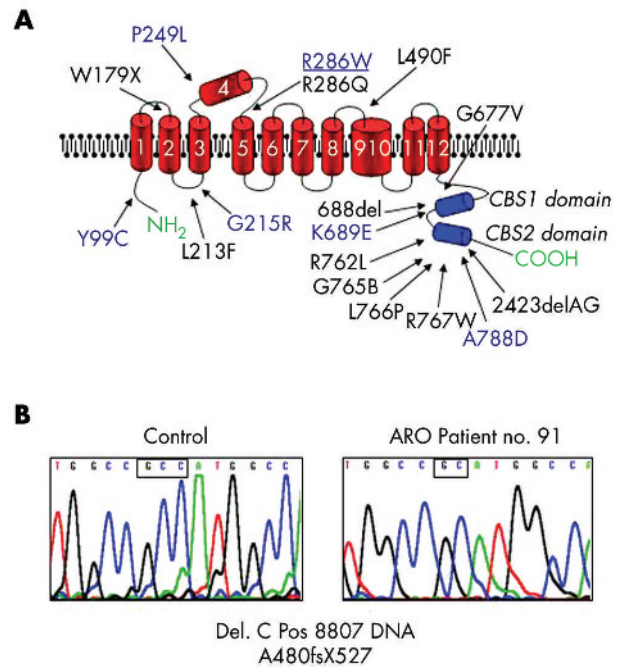 A
P249L
W179X
R286W
R286Q
L490F
G677V
4
1 2 3 5 6 7 8 910 11 12
Y99C
NH2
L213F
G215R
688del
K689E
R762L
G765B
L766P
R767W
A788D
2423delAG
CBS1 domain
CBS2 domain
COOH
B
Control
T G G C C G C C A T G G C C
ARO Patient no. 91
T G G C C G C A T G G C C A
Del. C Pos 8807 DNA
A480fsX527